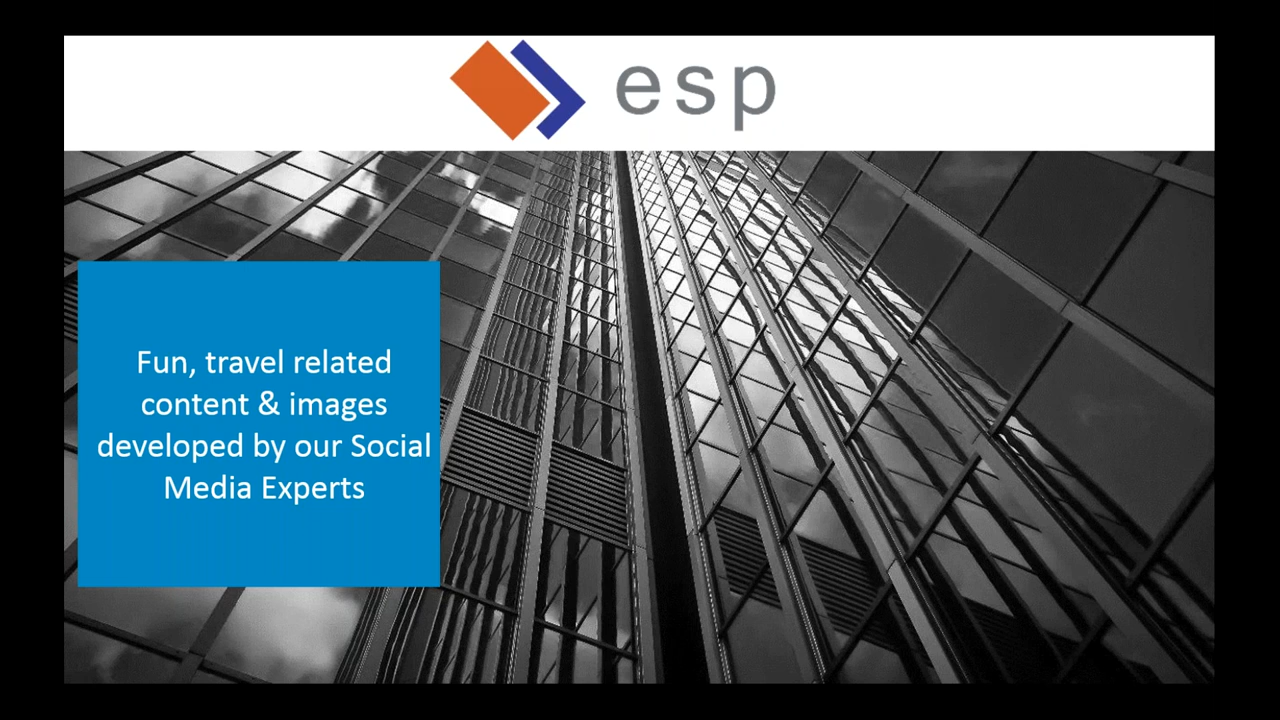 esp
Fun, travel related
content & images
developed by our Social
Media Experts